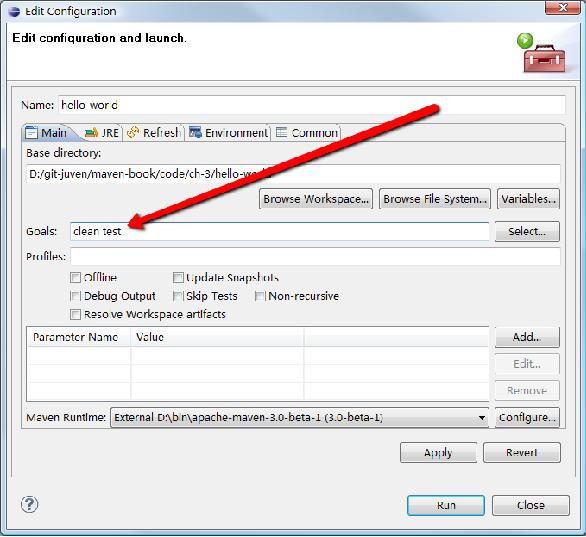 Edit Configuration
Edit configuration and launch.
Name: hello-world
Main JRE Refresh Environment Common
Base directory:
D:/git-juven/maven-book/code/ch-3/hello-world
Browse Workspace... Browse File System... Variables...
Goals: clean test Select...
Profiles:
Offline Update Snapshots
Debug Output Skip Tests Non-recursive
Resolve Workspace artifacts
Parameter Name Value Add...
Edit...
Remove
Maven Runtime: External D:\bin\apache-maven-3.0-beta-1 (3.0-beta-1) Configure...
Apply Revert
? Run Close